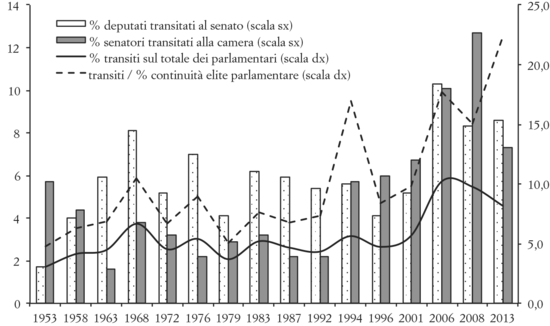 14
12
10
8
6
4
2
0
25,0
20,0
15,0
10,0
5,0
0,0
% deputati transitati al senato (scala sx)
% senatori transitati alla camera (scala sx)
% transiti sul totale dei parlamentari (scala dx)
transiti / % continuità elite parlamentare (scala dx)
1953 1958 1963 1968 1972 1976 1979 1983 1987 1992 1994 1996 2001 2006 2008 2013